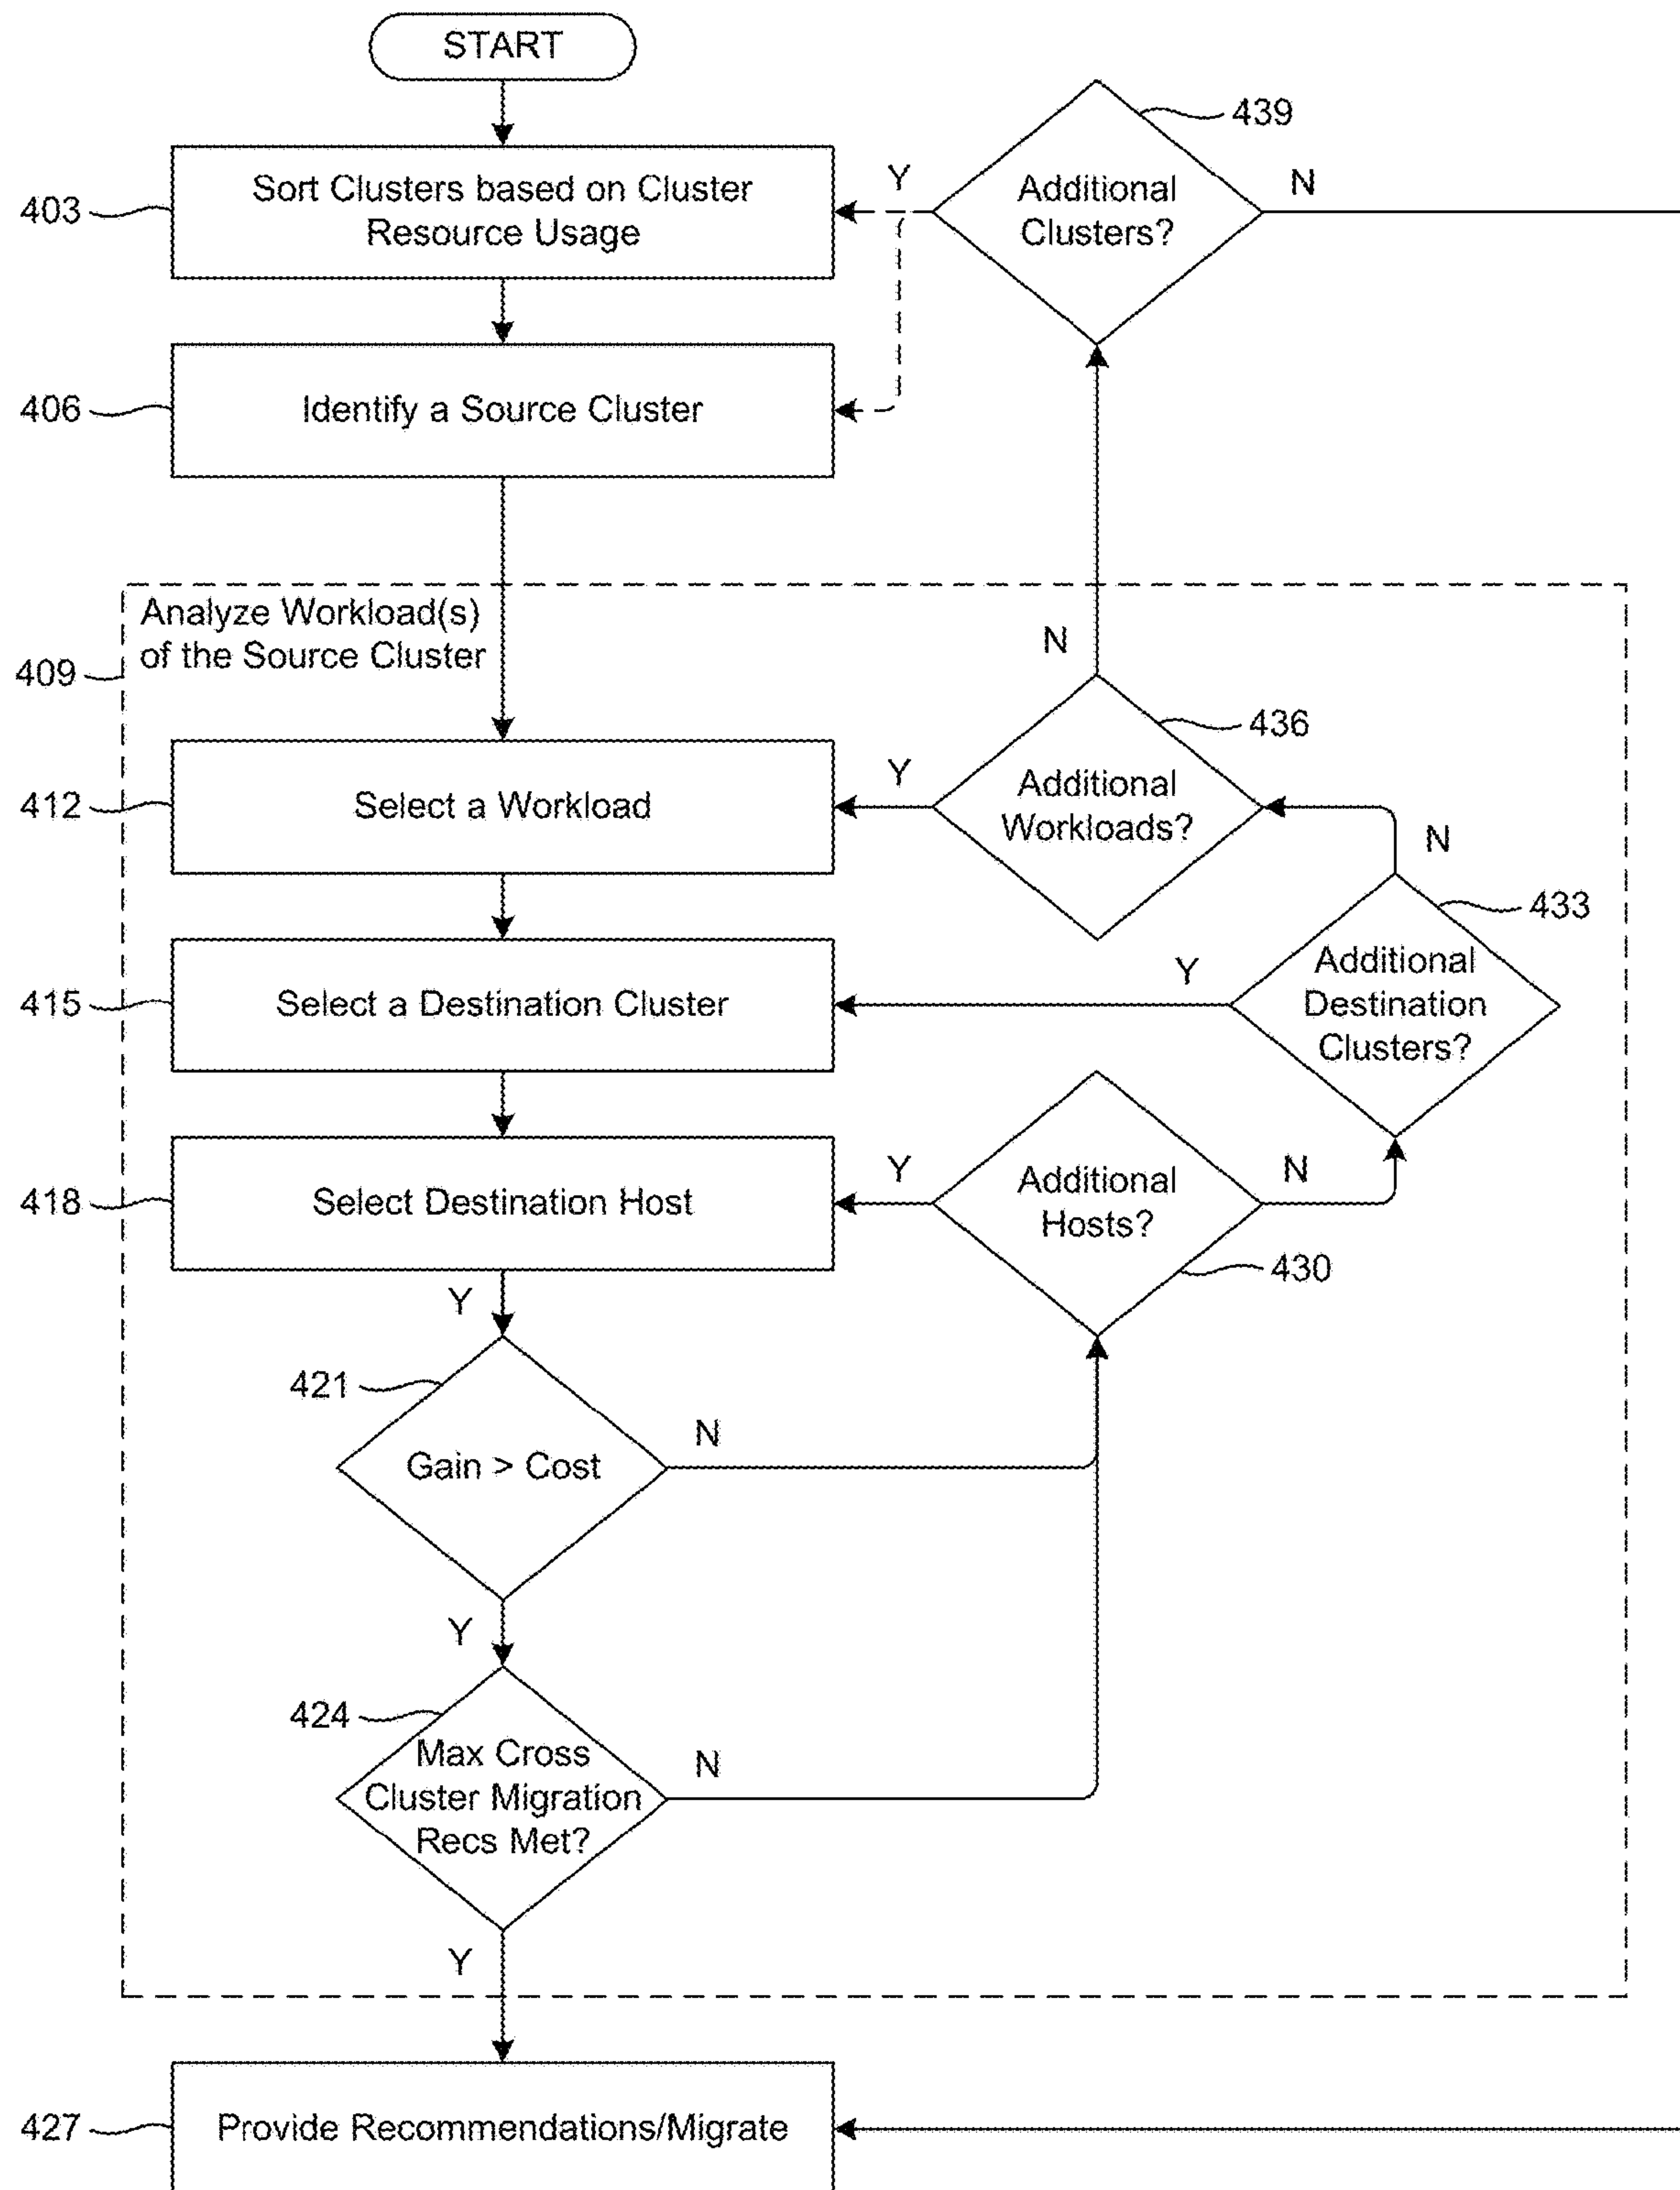 START
439
Y
N
403
Sort Clusters based on Cluster
Resource Usage
Additional
Clusters?
406
Identify a Source Cluster
Analyze Workload(s)
of the Source Cluster
409
N
436
412
Select a Workload
Y
Additional
Workloads?
N
433
415
Select a Destination Cluster
Y
Additional
Destination
Clusters?
418
Select Destination Host
Y
Additional
Hosts?
N
430
Y
421
Gain > Cost
N
Y
424
Max Cross
Cluster Migration
Recs Met?
N
Y
427
Provide Recommendations/Migrate